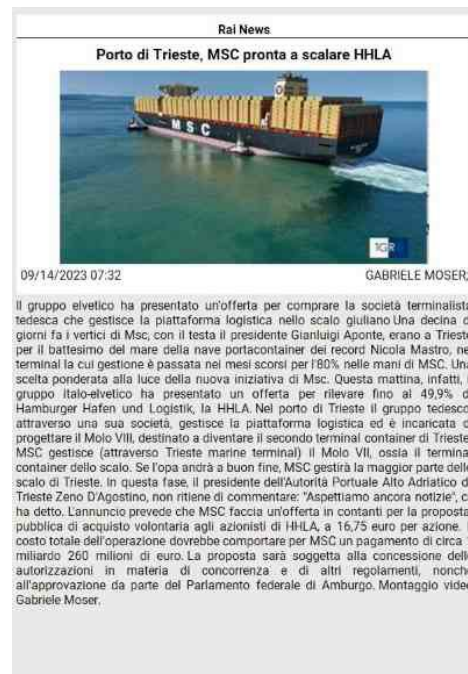 Rai News
Porto di Trieste, MSC pronta a scalare HHLA
MSC
TGR
09/14/2023 07:32
GABRIELE MOSER;
Il gruppo elvetico ha presentato un'offerta per comprare la società terminalista
tedesca che gestisce la piattaforma logistica nello scalo giuliano Una decina
giorni fa i vertici di Msc, con il testa il presidente Gianluigi Aponte, erano a Trieste
per il battesimo del mare della nave portacontainer dei record Nicola Mastro,
terminal la cui gestione è passata nei mesi scorsi per l'80% nelle mani di MSC.
scelta ponderata alla luce della nuova iniziativa di Msc. Questa mattina, infatti,
gruppo italo-elvetico ha presentato un offerta per rilevare fino al 49,9%
Hamburger Hafen und Logistik, la HHLA. Nel porto di Trieste il gruppo tedesco
attraverso una sua società, gestisce la piattaforma logistica ed è incaricata
progettare il Molo VIII, destinato a diventare il secondo terminal container di Trieste
MSC gestisce (attraverso Trieste marine terminal) il Molo VII, ossia il
container dello scalo. Se l'opa andrà a buon fine, MSC gestirà la maggior parte
scalo di Trieste. In questa fase, il presidente dell'Autorità Portuale Alto Adriatico
Trieste Zeno D'Agostino, non ritiene di commentare: "Aspettiamo ancora notizie",
ha detto. L'annuncio prevede che MSC faccia un'offerta in contanti per la proposta
pubblica di acquisto volontaria agli azionisti di HHLA, a 16,75 euro per azione.
costo totale dell'operazione dovrebbe comportare per MSC un pagamento di circa
miliardo 260 milioni di euro. La proposta sarà soggetta alla concessione
autorizzazioni in materia di concorrenza e di altri regolamenti,
all'approvazione da parte del Parlamento federale di Amburgo. Montaggio video
Gabriele Moser.